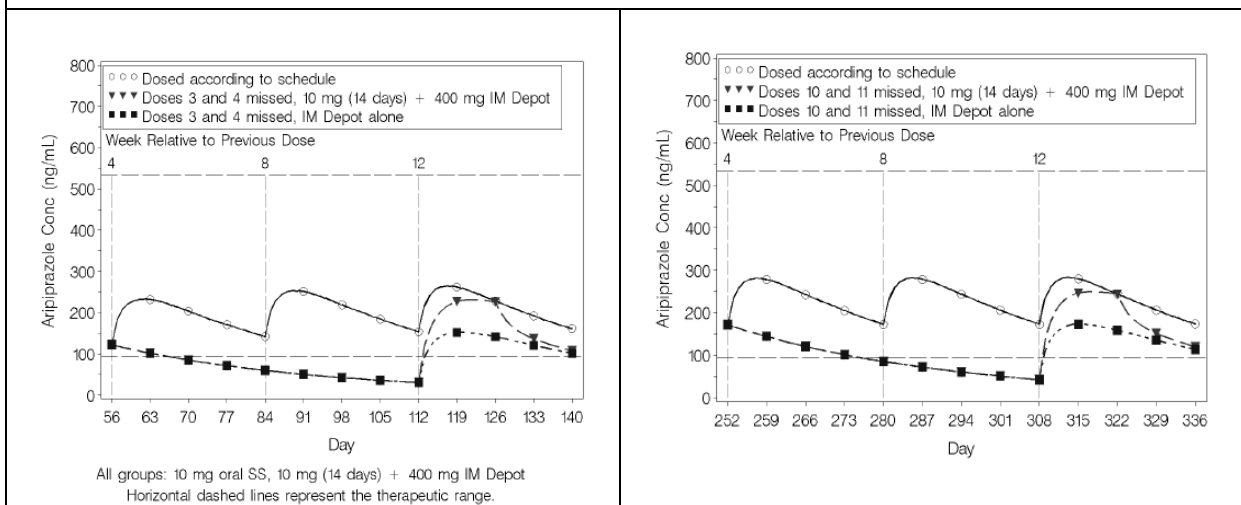 800
700
600
500
400
300
200
100
0
Aripiprazole Conc (ng/mL)
○ ○ ○ Dosed according to schedule
▼▼▼ Doses 3 and 4 missed, 10 mg (14 days) + 400 mg IM Depot
■ ■ ■ Doses 3 and 4 missed, IM Depot alone
Week Relative to Previous Dose
4 8 12
56 63 70 77 84 91 98 105 112 119 126 133 140
Day
All groups: 10 mg oral SS, 10 mg (14 days) + 400 mg IM Depot
Horizontal dashed lines represent the therapeutic range.
800
700
600
500
400
300
200
100
0
Aripiprazole Conc (ng/mL)
○ ○ ○ Dosed according to schedule
▼▼▼ Doses 10 and 11 missed, 10 mg (14 days) + 400 mg IM Depot
■ ■ ■ Doses 10 and 11 missed, IM Depot alone
Week Relative to Previous Dose
4 8 12
252 259 266 273 280 287 294 301 308 315 322 329 336
Day